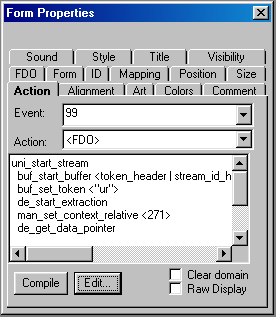 Form Properties
Sound Style Title Visibility
FDO Form ID Mapping Position Size
Action Alignment Art Colors Comment
Event: 99
Action: <FDO>
uni_start_stream
buf_start_buffer <token_header | stream_id_h
buf_set_token <"ur">
de_start_extraction
man_set_context_relative <271>
de_get_data_pointer
Compile Edit... Clear domain
Raw Display